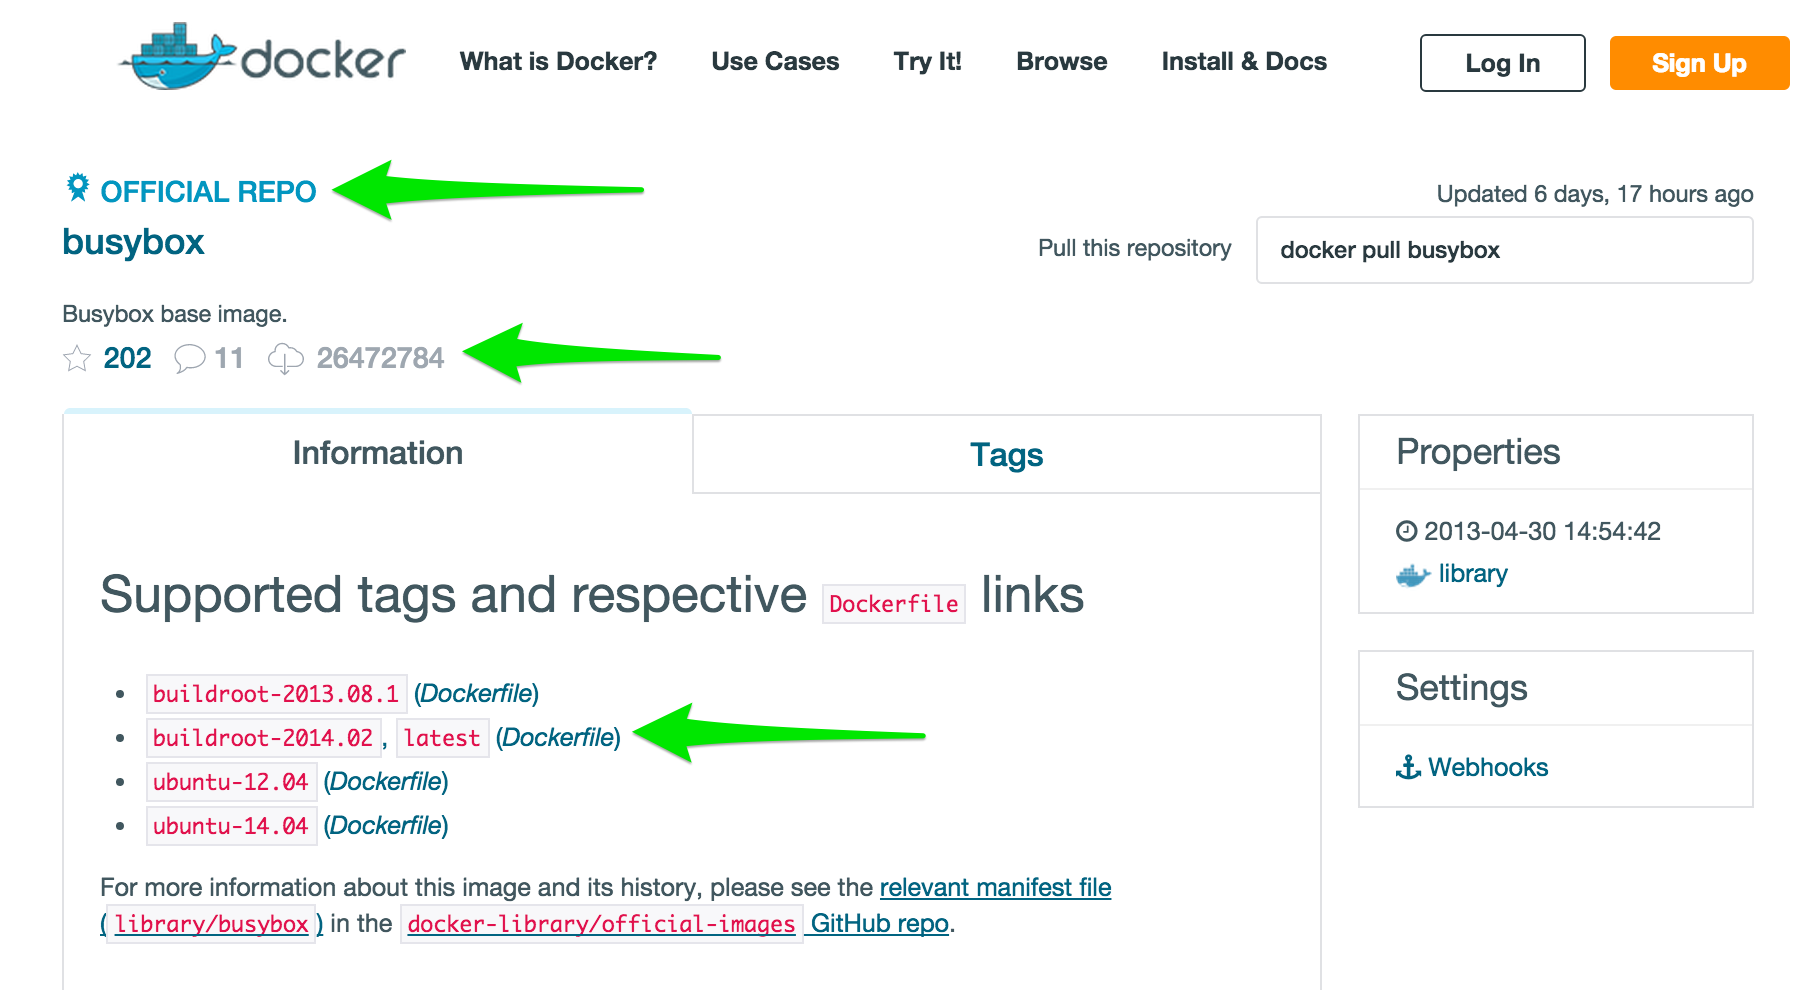 docker What is Docker? Use Cases Try It! Browse Install & Docs Log In Sign Up
OFFICIAL REPO
Updated 6 days, 17 hours ago
busybox
Pull this repository docker pull busybox
Busybox base image.
202 11 26472784
Information Tags
Properties
2013-04-30 14:54:42
library
Supported tags and respective Dockerfile links
buildroot-2013.08.1 (Dockerfile)
buildroot-2014.02, latest (Dockerfile)
ubuntu-12.04 (Dockerfile)
ubuntu-14.04 (Dockerfile)
Settings
Webhooks
For more information about this image and its history, please see the relevant manifest file
(library/busybox) in the docker-library/official-images GitHub repo.